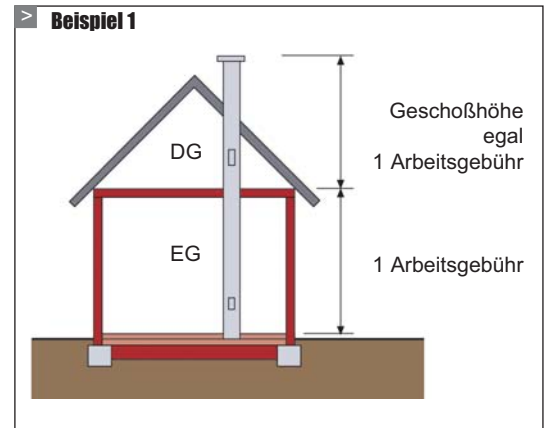 > Beispiel 1
Geschoßhöhe
egal
1 Arbeitsgebühr
DG
EG
1 Arbeitsgebühr